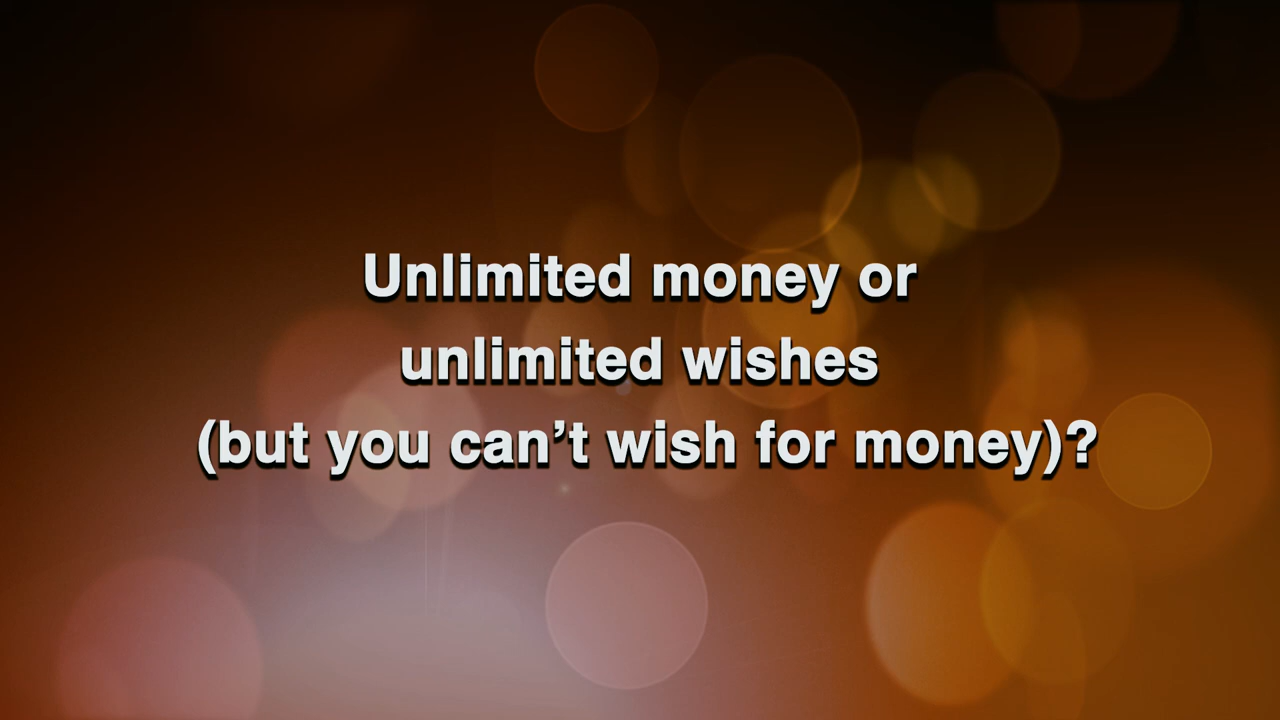 Unlimited money or
unlimited wishes
(but you can’t wish for money)?